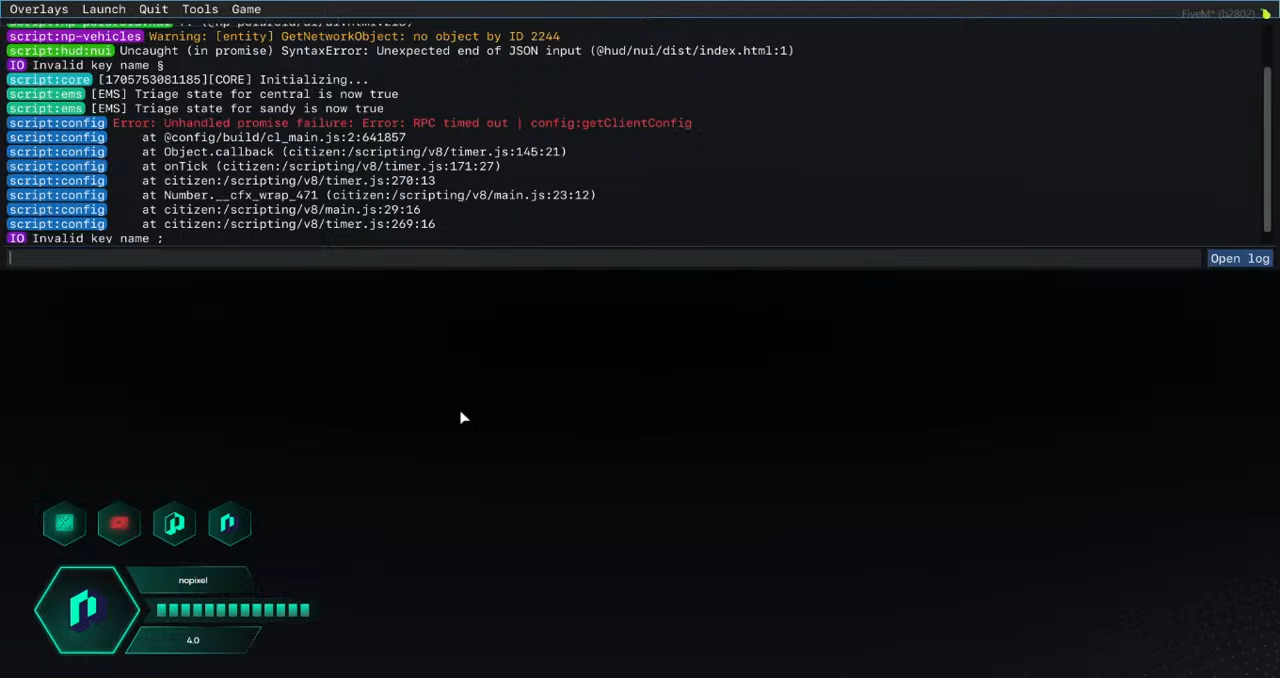 Overlays Launch Quit Tools Game
FiveM* (b2802)
script:np-vehicles Warning: [entity] GetNetworkObject: no object by ID 2244
script:hud:nui Uncaught (in promise) SyntaxError: Unexpected end of JSON input (@hud/nui/dist/index.html:1)
IO Invalid key name §
script:core [1705753081185][CORE] Initializing...
script:ems [EMS] Triage state for central is now true
script:ems [EMS] Triage state for sandy is now true
script:config Error: Unhandled promise failure: Error: RPC timed out | config:getClientConfig
script:config at @config/build/cl_main.js:2:641857
script:config at Object.callback (citizen:/scripting/v8/timer.js:145:21)
script:config at onTick (citizen:/scripting/v8/timer.js:171:27)
script:config at citizen:/scripting/v8/timer.js:270:13
script:config at Number.__cfx_wrap_471 (citizen:/scripting/v8/main.js:23:12)
script:config at citizen:/scripting/v8/main.js:29:16
script:config at citizen:/scripting/v8/timer.js:269:16
IO Invalid key name ;
Open log
nopixel
4.0